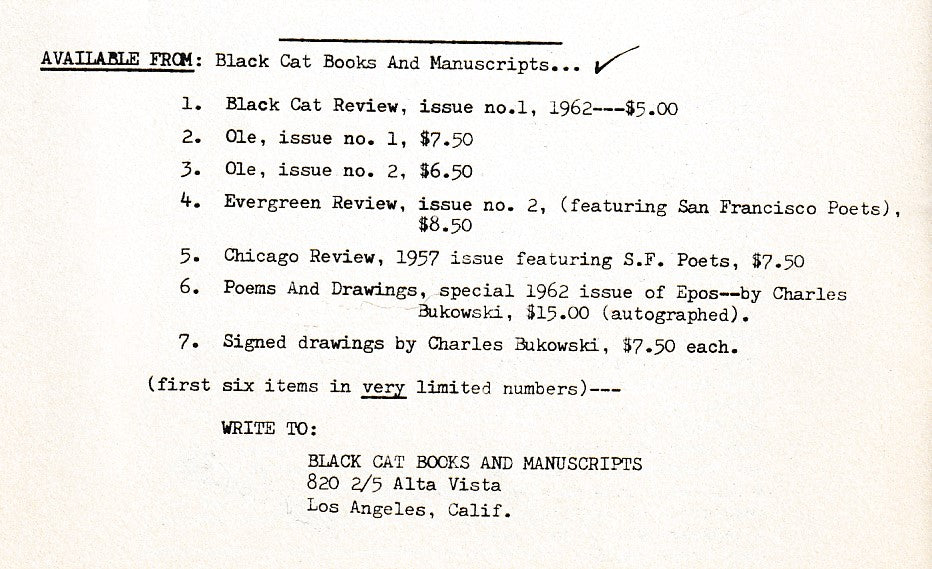 AVAILABLE FROM: Black Cat Books And Manuscripts...
1. Black Cat Review, issue no.1, 1962---$5.00
2. Ole, issue no. 1, $7.50
3. Ole, issue no. 2, $6.50
4. Evergreen Review, issue no. 2, (featuring San Francisco Poets),
$8.50
5. Chicago Review, 1957 issue featuring S.F. Poets, $7.50
6. Poems And Drawings, special 1962 issue of Epos--by Charles
Bukowski, $15.00 (autographed).
7. Signed drawings by Charles Bukowski, $7.50 each.
(first six items in very limited numbers)---
WRITE TO:
BLACK CAT BOOKS AND MANUSCRIPTS
820 2/5 Alta Vista
Los Angeles, Calif.